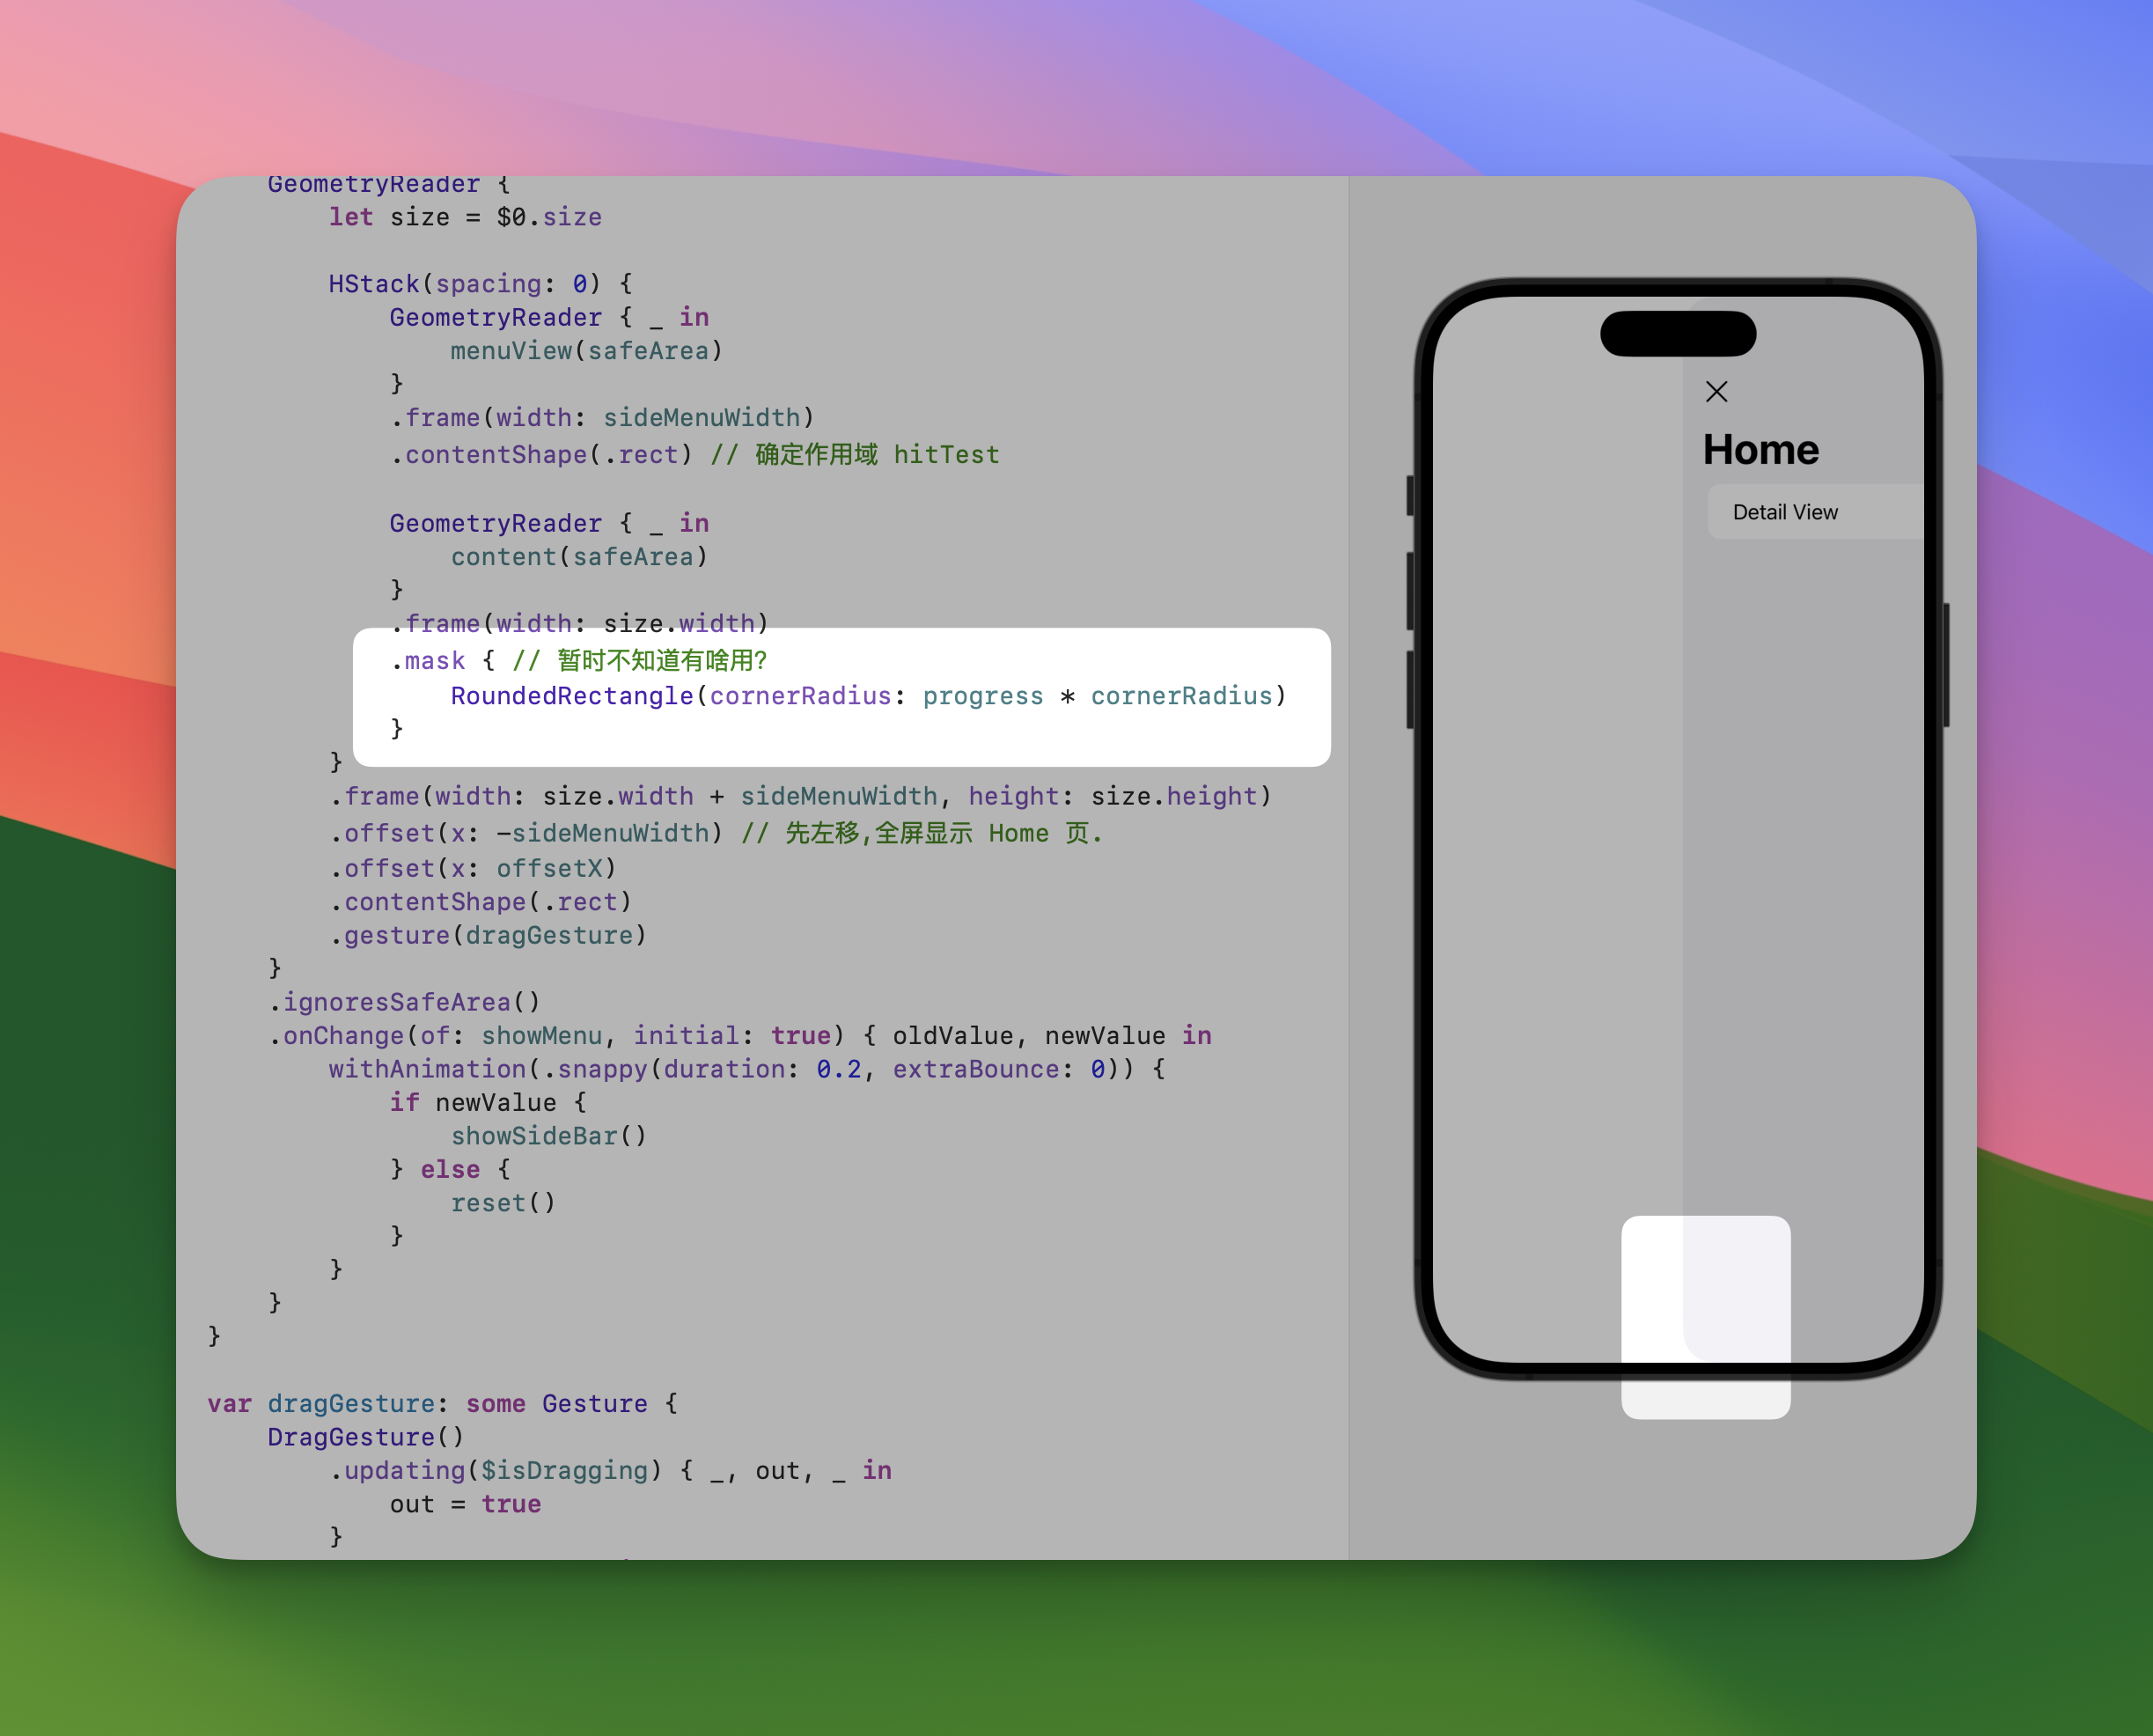 GeometryReader {
let size = $0.size
HStack(spacing: 0) {
GeometryReader { _ in
menuView(safeArea)
}
.frame(width: sideMenuWidth)
.contentShape(.rect) // 确定作用域 hitTest
GeometryReader { _ in
content(safeArea)
}
.frame(width: size.width)
.mask { // 暂时不知道有啥用?
RoundedRectangle(cornerRadius: progress * cornerRadius)
}
}
.frame(width: size.width + sideMenuWidth, height: size.height)
.offset(x: -sideMenuWidth) // 先左移,全屏显示 Home 页.
.offset(x: offsetX)
.contentShape(.rect)
.gesture(dragGesture)
}
.ignoresSafeArea()
.onChange(of: showMenu, initial: true) { oldValue, newValue in
withAnimation(.snappy(duration: 0.2, extraBounce: 0)) {
if newValue {
showSideBar()
} else {
reset()
}
}
}
}
var dragGesture: some Gesture {
DragGesture()
.updating($isDragging) { _, out, _ in
out = true
}
Home
Detail View